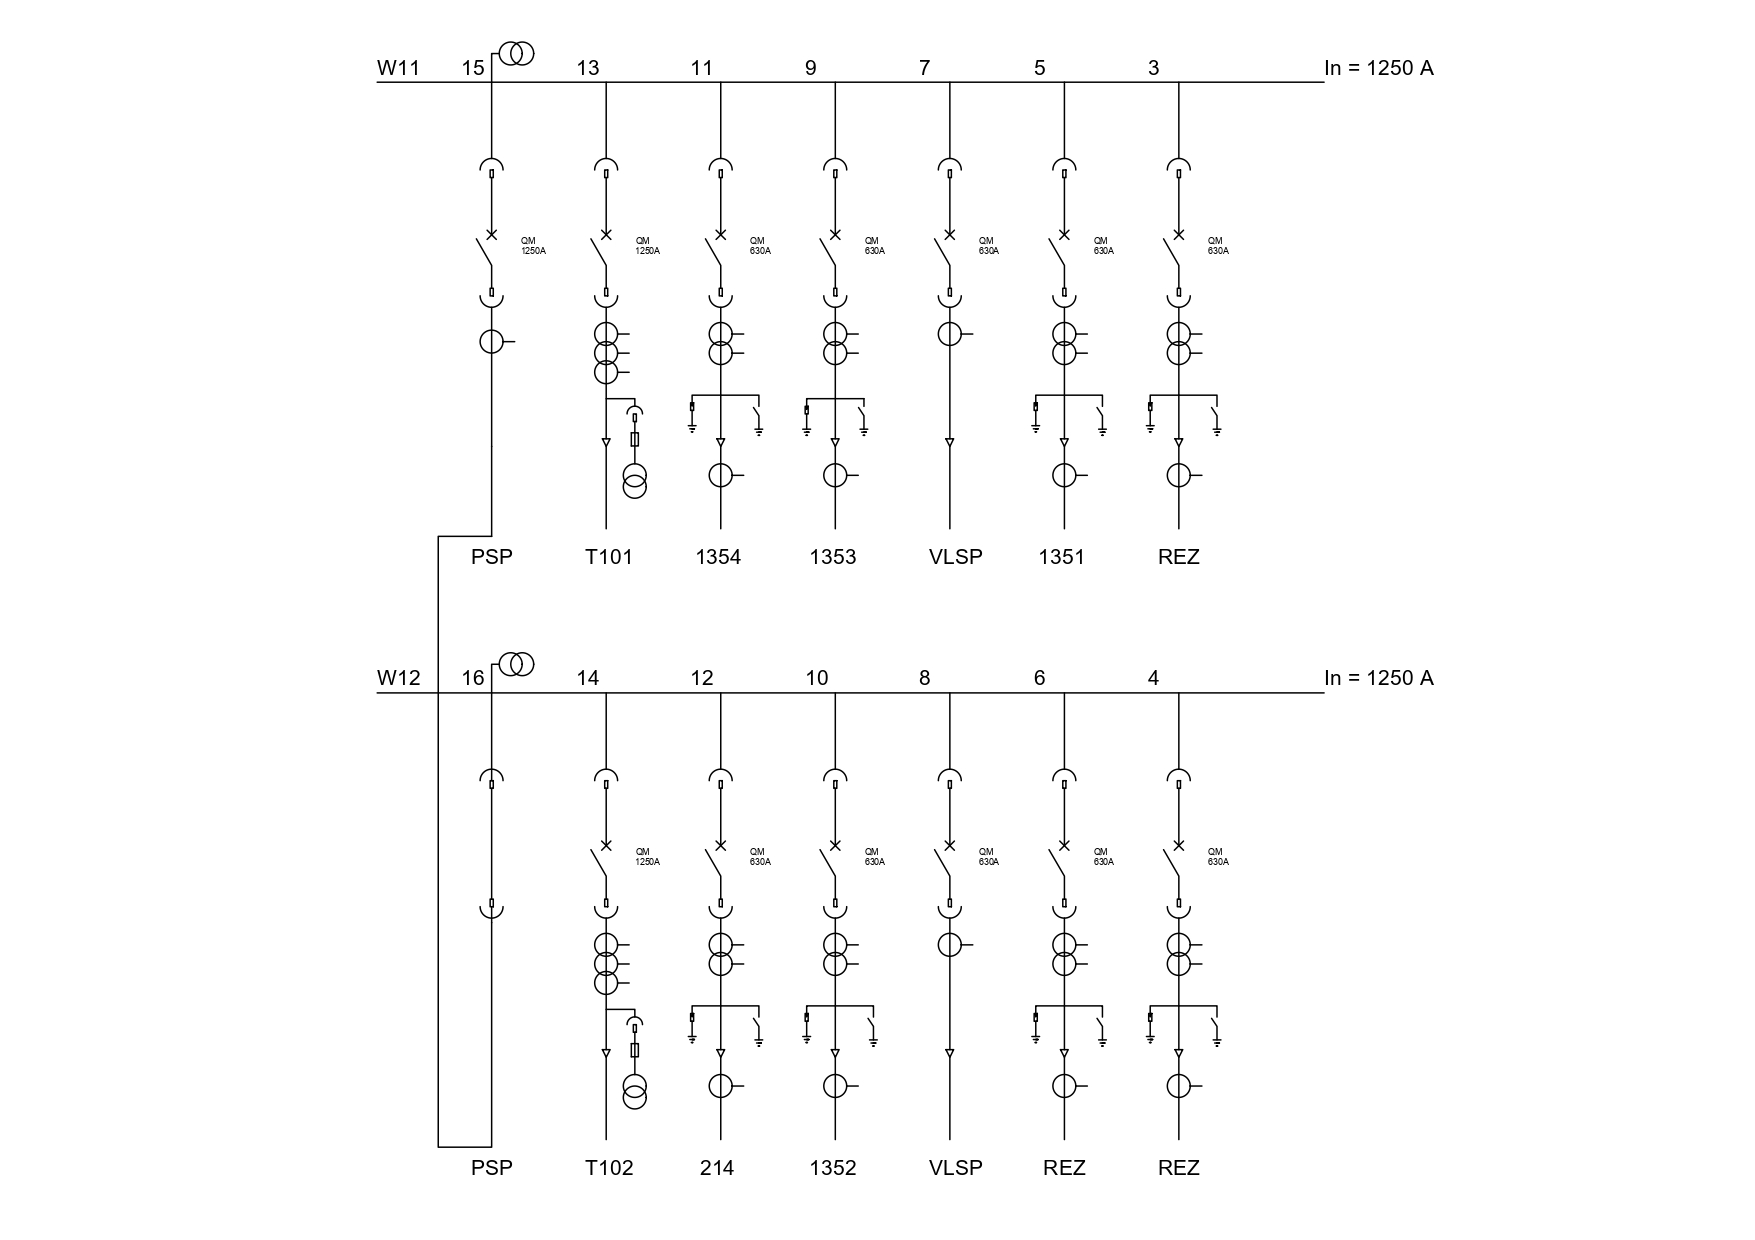 W11 15 13 11 9 7 5 3 In = 1250 A
QM QM QM QM QM QM QM
1250A 1250A 630A 630A 630A 630A 630A
PSP T101 1354 1353 VLSP 1351 REZ
W12 16 14 12 10 8 6 4 In = 1250 A
QM QM QM QM QM QM
1250A 630A 630A 630A 630A 630A
PSP T102 214 1352 VLSP REZ REZ